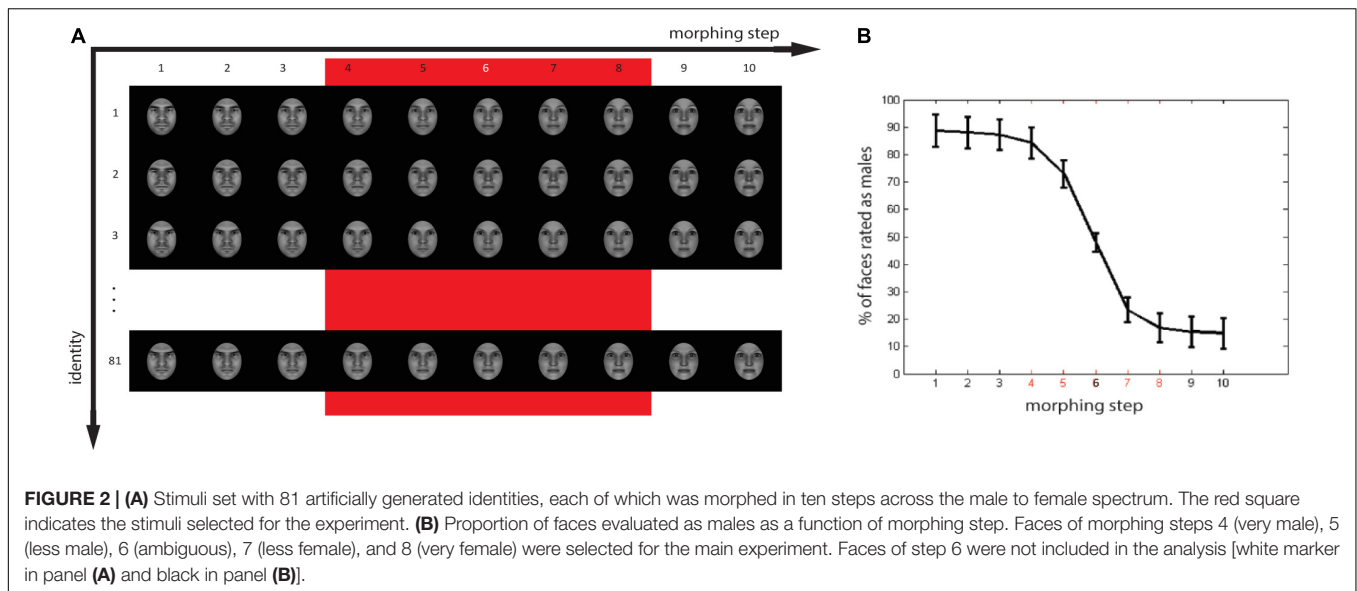 A
morphing step
1 2 3 4 5 6 7 8 9 10
1
2
3
...
81
identity
B
% of faces rated as males
100
90
80
70
60
50
40
30
20
10
0
1 2 3 4 5 6 7 8 9 10
morphing step
FIGURE 2 | (A) Stimuli set with 81 artificially generated identities, each of which was morphed in ten steps across the male to female spectrum. The red square
indicates the stimuli selected for the experiment. (B) Proportion of faces evaluated as males as a function of morphing step. Faces of morphing steps 4 (very male), 5
(less male), 6 (ambiguous), 7 (less female), and 8 (very female) were selected for the main experiment. Faces of step 6 were not included in the analysis [white marker
in panel (A) and black in panel (B)].